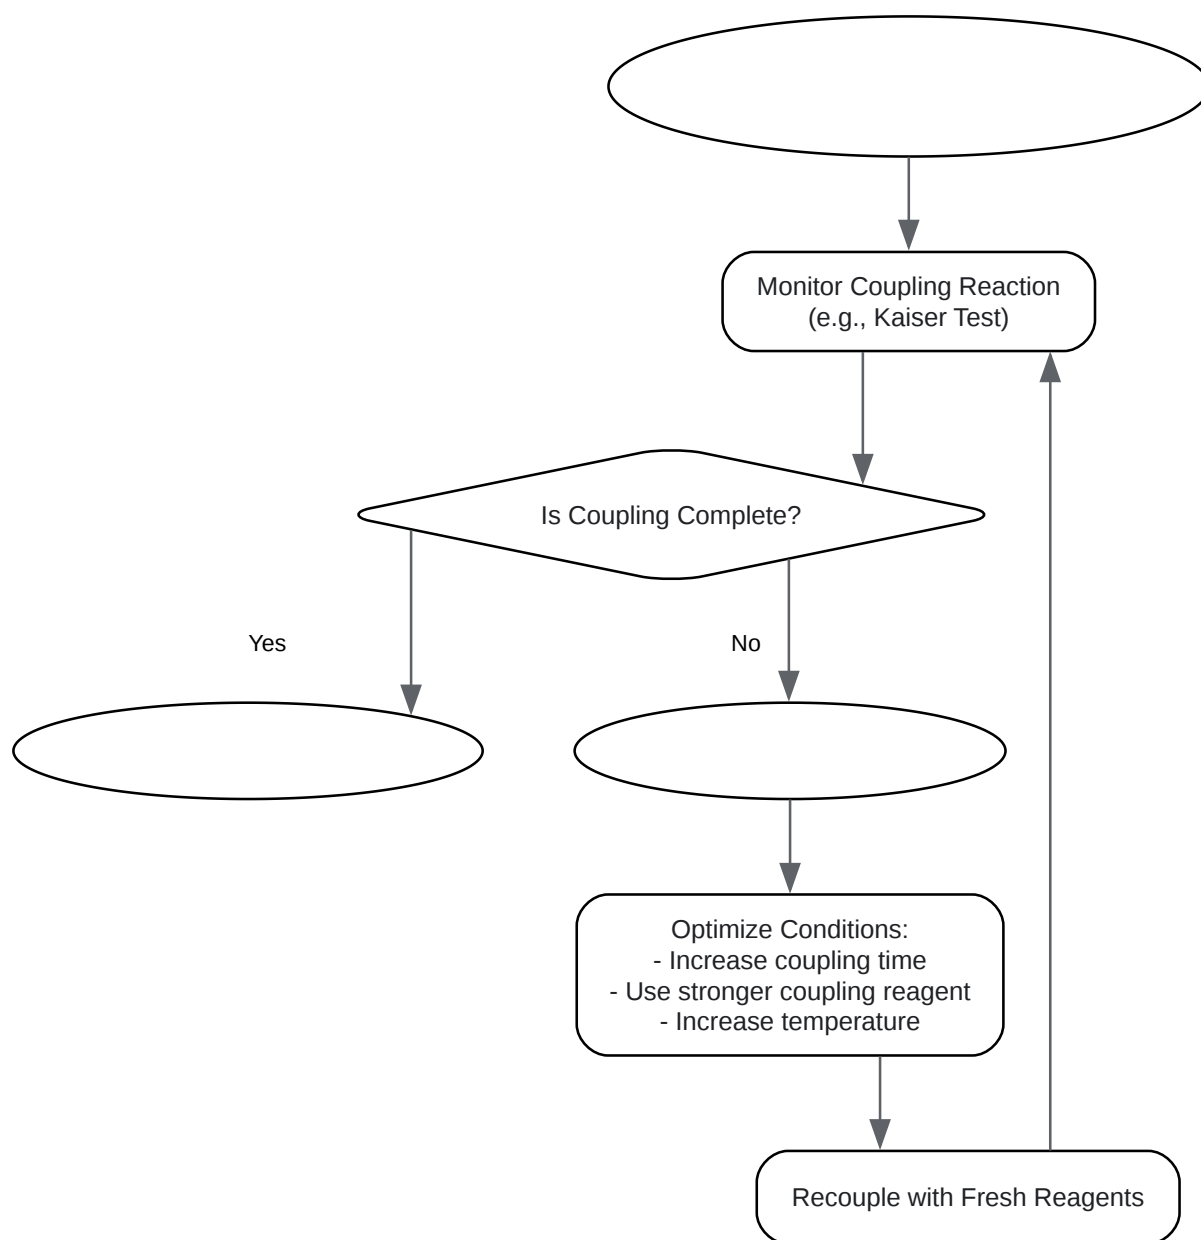 Monitor Coupling Reaction
(e.g., Kaiser Test)
Is Coupling Complete?
Yes
No
Optimize Conditions:
- Increase coupling time
- Use stronger coupling reagent
- Increase temperature
Recouple with Fresh Reagents